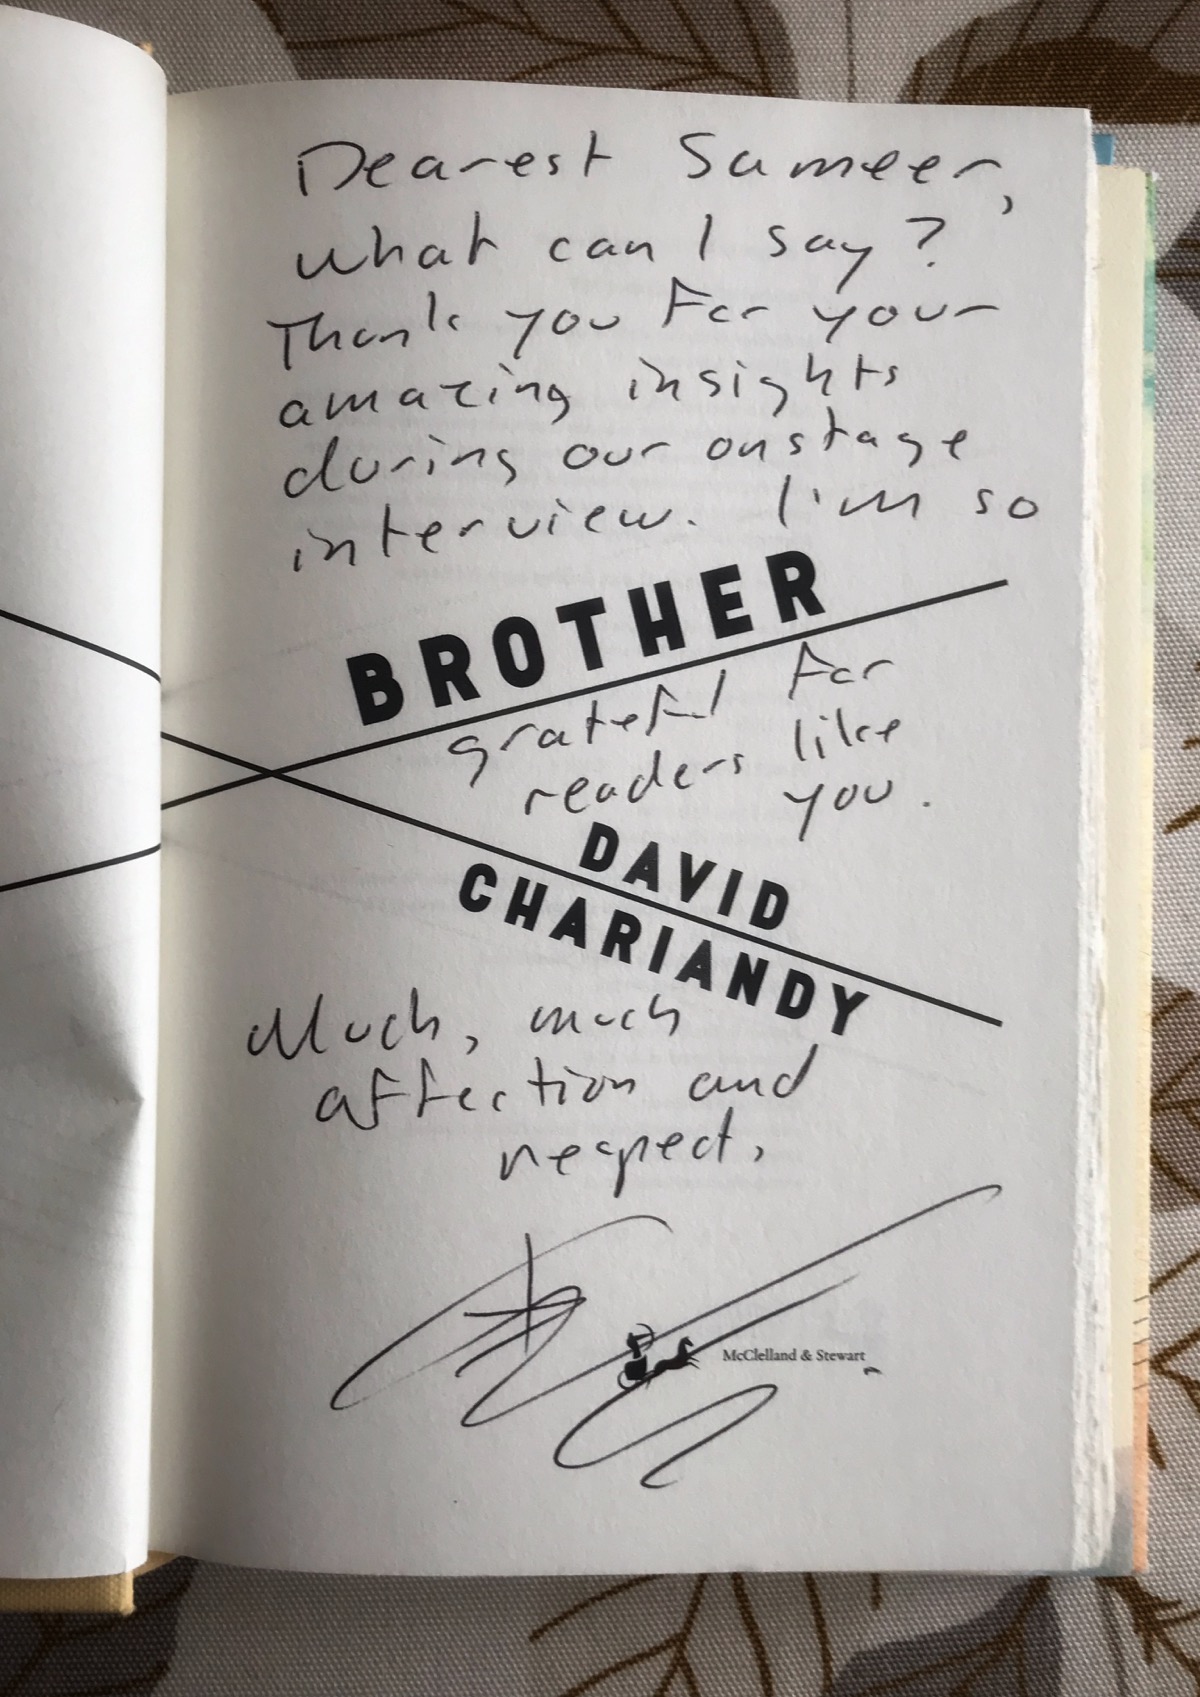 Dearest Sameer,
what can I say?
Thank you for your
amazing insights
during our onstage
interview. I'm so
BROTHER
grateful for
readers like
you.
DAVID
CHARIANDY
Much, much
affection and
respect,
McClelland & Stewart